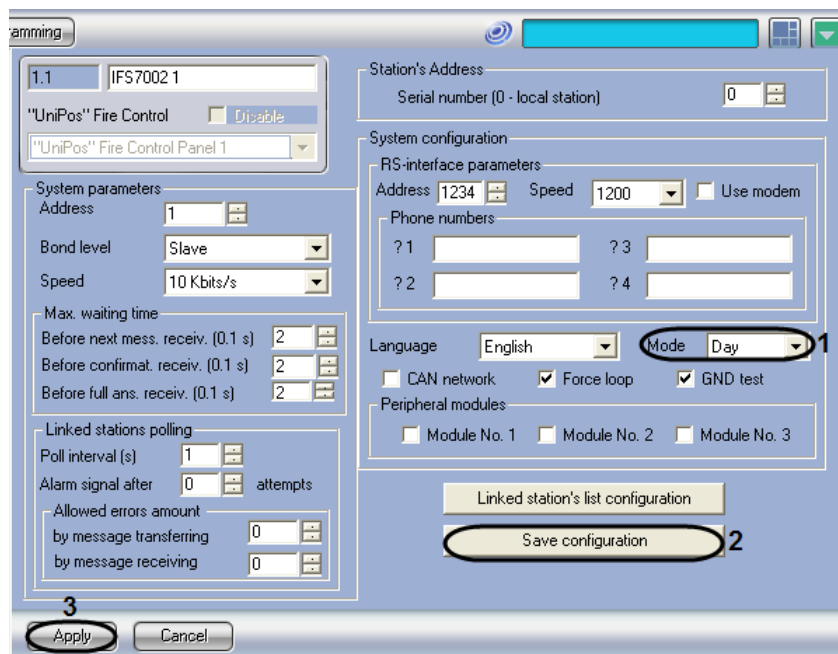 amming
1.1 IFS7002 1
"UniPos" Fire Control Disable
"UniPos" Fire Control Panel 1
System parameters
Address 1
Bond level Slave
Speed 10 Kbits/s
Max. waiting time
Before next mess. receiv. (0.1 s) 2
Before confirmat. receiv. (0.1 s) 2
Before full ans. receiv. (0.1 s) 2
Linked stations polling
Poll interval (s) 1
Alarm signal after 0 attempts
Allowed errors amount
by message transferring 0
by message receiving 0
Station's Address
Serial number (0 - local station) 0
System configuration
RS-interface parameters
Address 1234 Speed 1200 Use modem
Phone numbers
? 1 ? 3
? 2 ? 4
Language English Mode Day 1
CAN network Force loop GND test
Peripheral modules
Module No. 1 Module No. 2 Module No. 3
Linked station's list configuration
Save configuration 2
3
Apply Cancel